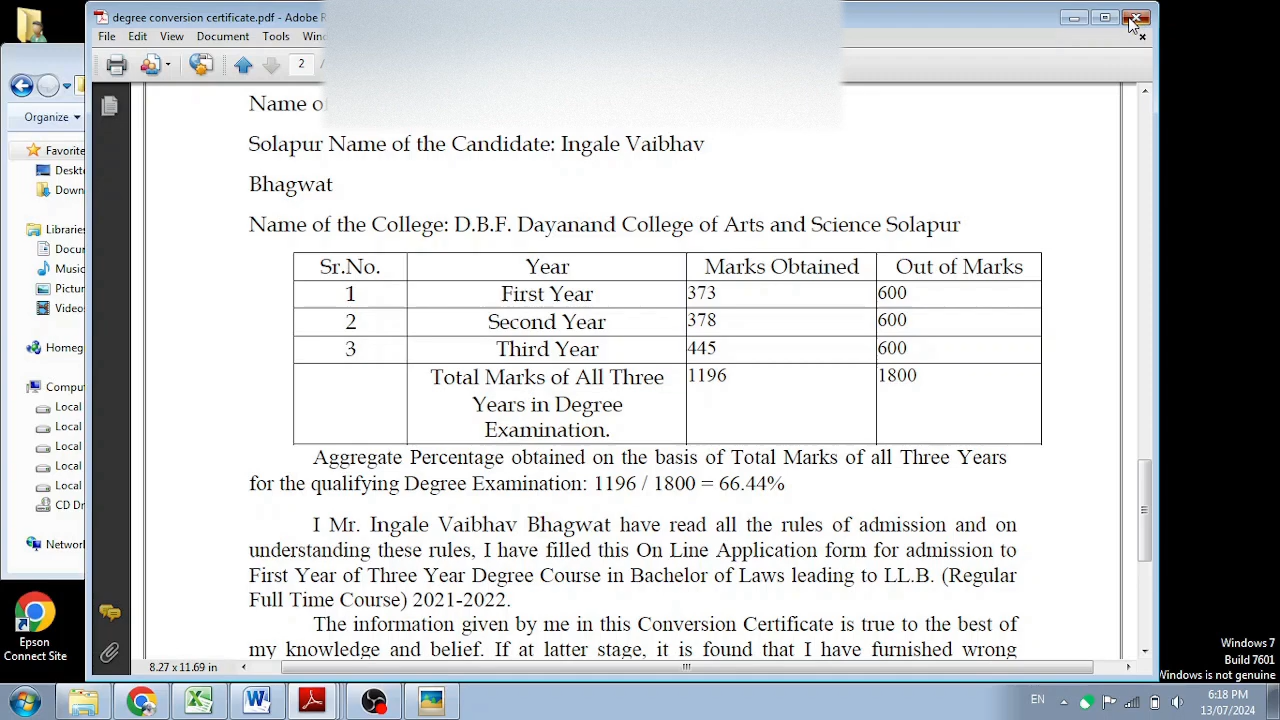 degree conversion certificate.pdf - Adobe R
File Edit View Document Tools Win
2 /
Organize
Favorite
Deskt
Down
Libraries
Docu
Music
Pictur
Video
Homeg
Compu
Local
Local
Local
Local
Local
CD Dr
Network
Epson
Connect Site
Name o
Solapur Name of the Candidate: Ingale Vaibhav
Bhagwat
Name of the College: D.B.F. Dayanand College of Arts and Science Solapur
Sr.No. Year Marks Obtained Out of Marks
1 First Year 373 600
2 Second Year 378 600
3 Third Year 445 600
Total Marks of All Three 1196 1800
Years in Degree
Examination.
Aggregate Percentage obtained on the basis of Total Marks of all Three Years
for the qualifying Degree Examination: 1196 / 1800 = 66.44%
I Mr. Ingale Vaibhav Bhagwat have read all the rules of admission and on
understanding these rules, I have filled this On Line Application form for admission to
First Year of Three Year Degree Course in Bachelor of Laws leading to LL.B. (Regular
Full Time Course) 2021-2022.
The information given by me in this Conversion Certificate is true to the best of
my knowledge and belief. If at latter stage, it is found that I have furnished wrong
8.27 x 11.69 in
Windows 7
Build 7601
Windows is not genuine
EN
6:18 PM
13/07/2024